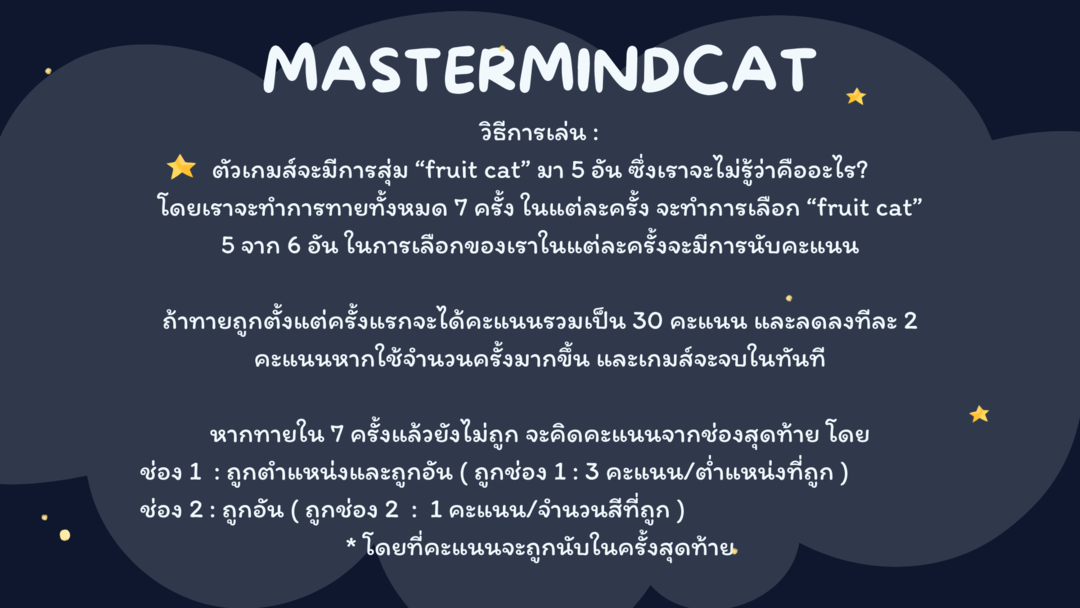 MASTERMINDCAT
วิธีการเล่น :
ตัวเกมส์จะมีการสุ่ม “fruit cat” มา 5 อัน ซึ่งเราจะไม่รู้ว่าคืออะไร?
โดยเราจะทำการทายทั้งหมด 7 ครั้ง ในแต่ละครั้ง จะทำการเลือก “fruit cat”
5 จาก 6 อัน ในการเลือกของเราในแต่ละครั้งจะมีการนับคะแนน
ถ้าทายถูกตั้งแต่ครั้งแรกจะได้คะแนนรวมเป็น 30 คะแนน และลดลงทีละ 2
คะแนนหากใช้จำนวนครั้งมากขึ้น และเกมส์จะจบในทันที
หากทายใน 7 ครั้งแล้วยังไม่ถูก จะคิดคะแนนจากช่องสุดท้าย โดย
ช่อง 1 : ถูกตำแหน่งและถูกอัน ( ถูกช่อง 1 : 3 คะแนน/ต่ำแหน่งที่ถูก )
ช่อง 2 : ถูกอัน ( ถูกช่อง 2 : 1 คะแนน/จำนวนสีที่ถูก )
* โดยที่คะแนนจะถูกนับในครั้งสุดท้าย